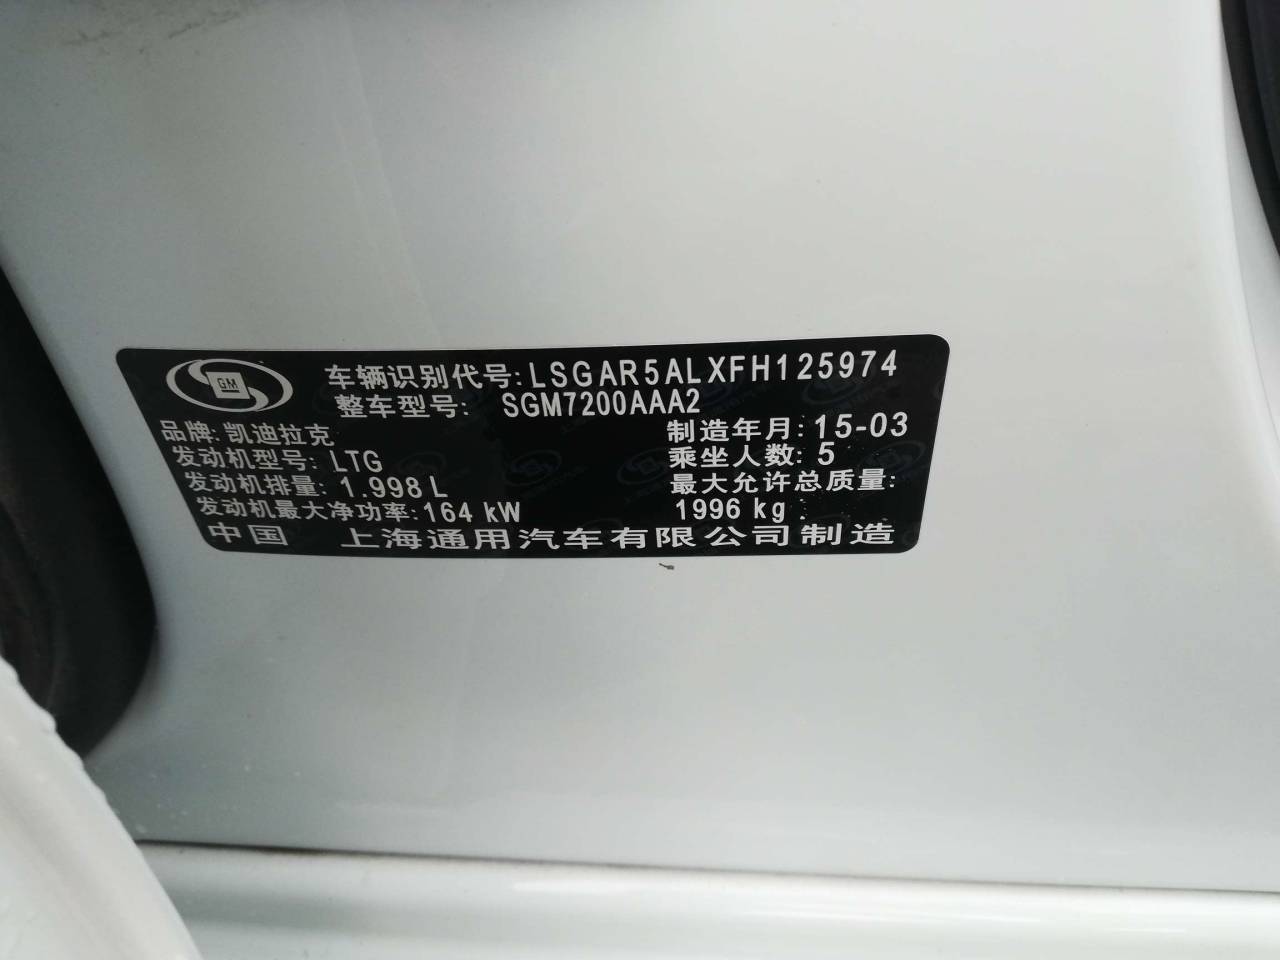 GM
车辆识别代号:LSGAR5ALXFH125974
整车型号: SGM7200AAA2
品牌:凯迪拉克 制造年月:15-03
发动机型号:LTG 乘坐人数:5
发动机排量:1.998L 最大允许总质量:
发动机最大净功率:164 kW 1996 kg
中国 上海通用汽车有限公司制造